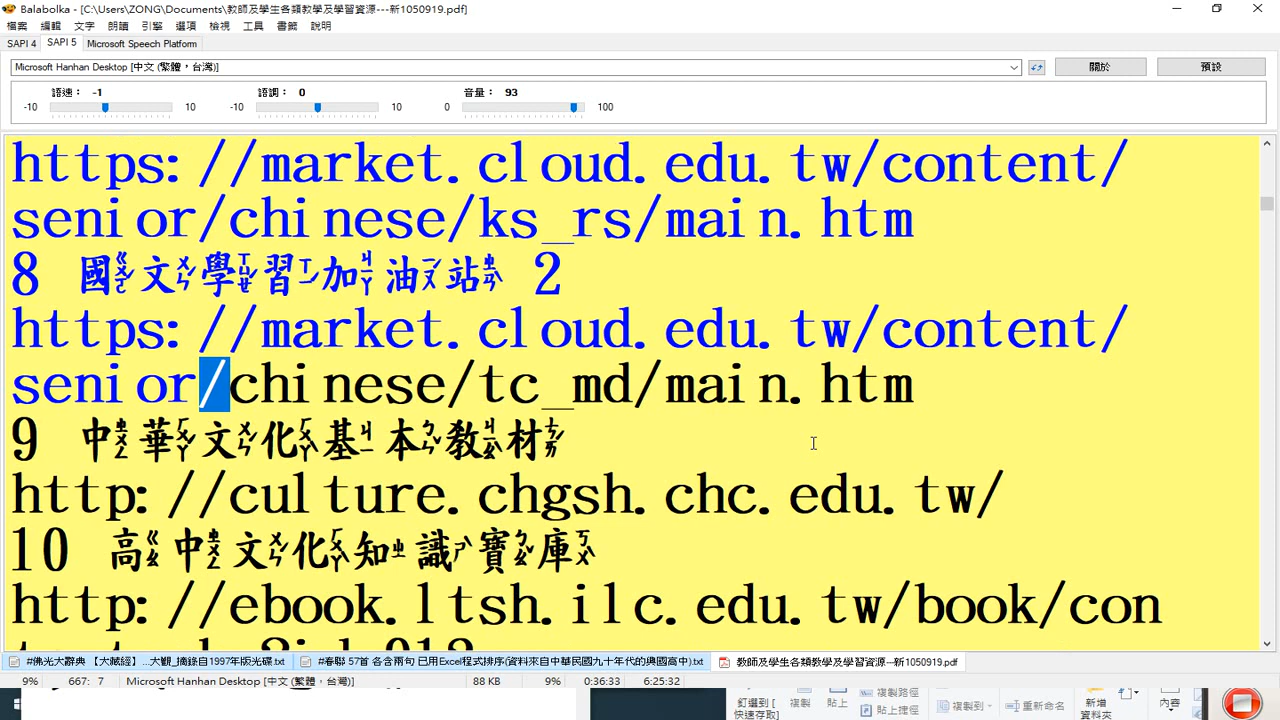 Balabolka - [C:\Users\ZONG\Documents\教師及學生各類教學及學習資源---新1050919.pdf]
檔案 編輯 文字 朗讀 引擎 選項 檢視 工具 書籤 說明
SAPI 4 SAPI 5 Microsoft Speech Platform
Microsoft Hanhan Desktop [中文 (繁體，台灣)] 關於 預設
語速： -1 語調： 0 音量： 93
-10 10 -10 10 0 100
https://market.cloud.edu.tw/content/
senior/chinese/ks_rs/main.htm
8 國文學習加油站 2
https://market.cloud.edu.tw/content/
senior/chinese/tc_md/main.htm
9 中華文化基本教材
http://culture.chgsh.chc.edu.tw/
10 高中文化知識寶庫
http://ebook.ltsh.ilc.edu.tw/book/con
#佛光大辭典 【大藏經】 ...大觀_摘錄自1997年版光碟.txt #春聯 57首 各含兩句 已用Excel程式排序(資料來自中華民國九十年代的興國高中).txt 教師及學生各類教學及學習資源---新1050919.pdf
9% 667: 7 Microsoft Hanhan Desktop [中文 (繁體，台灣)] 88 KB 9% 0:36:33 6:25:32
釘選到 [ 複製 貼上 複製路徑 新增 內容
快速存取] 貼上捷徑 複製到 重新命名 資料夾